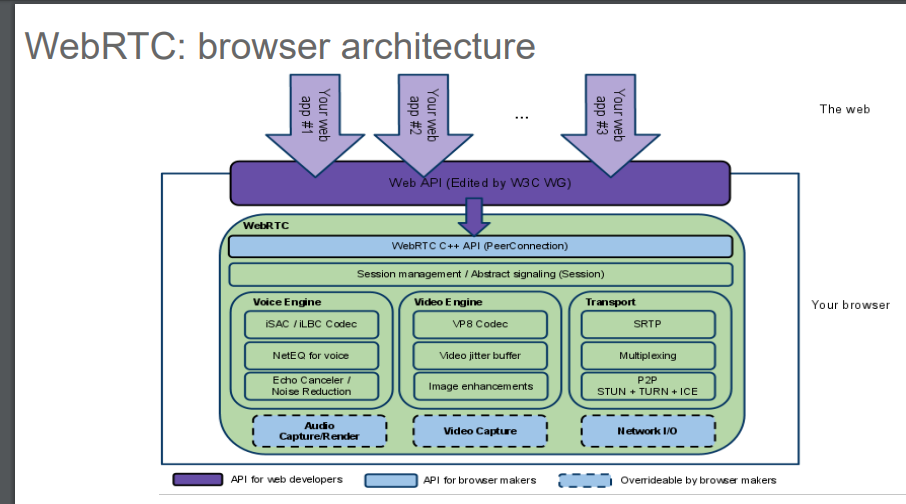 WebRTC: browser architecture
Your web
app #1
Your web
app #2
...
Your web
app #3
The web
Web API (Edited by W3C WG)
WebRTC
WebRTC C++ API (PeerConnection)
Session management / Abstract signaling (Session)
Your browser
Voice Engine
iSAC / iLBC Codec
NetEQ for voice
Echo Canceler /
Noise Reduction
Video Engine
VP8 Codec
Video jitter buffer
Image enhancements
Transport
SRTP
Multiplexing
P2P
STUN + TURN + ICE
Audio
Capture/Render
Video Capture
Network I/O
API for web developers
API for browser makers
Overrideable by browser makers